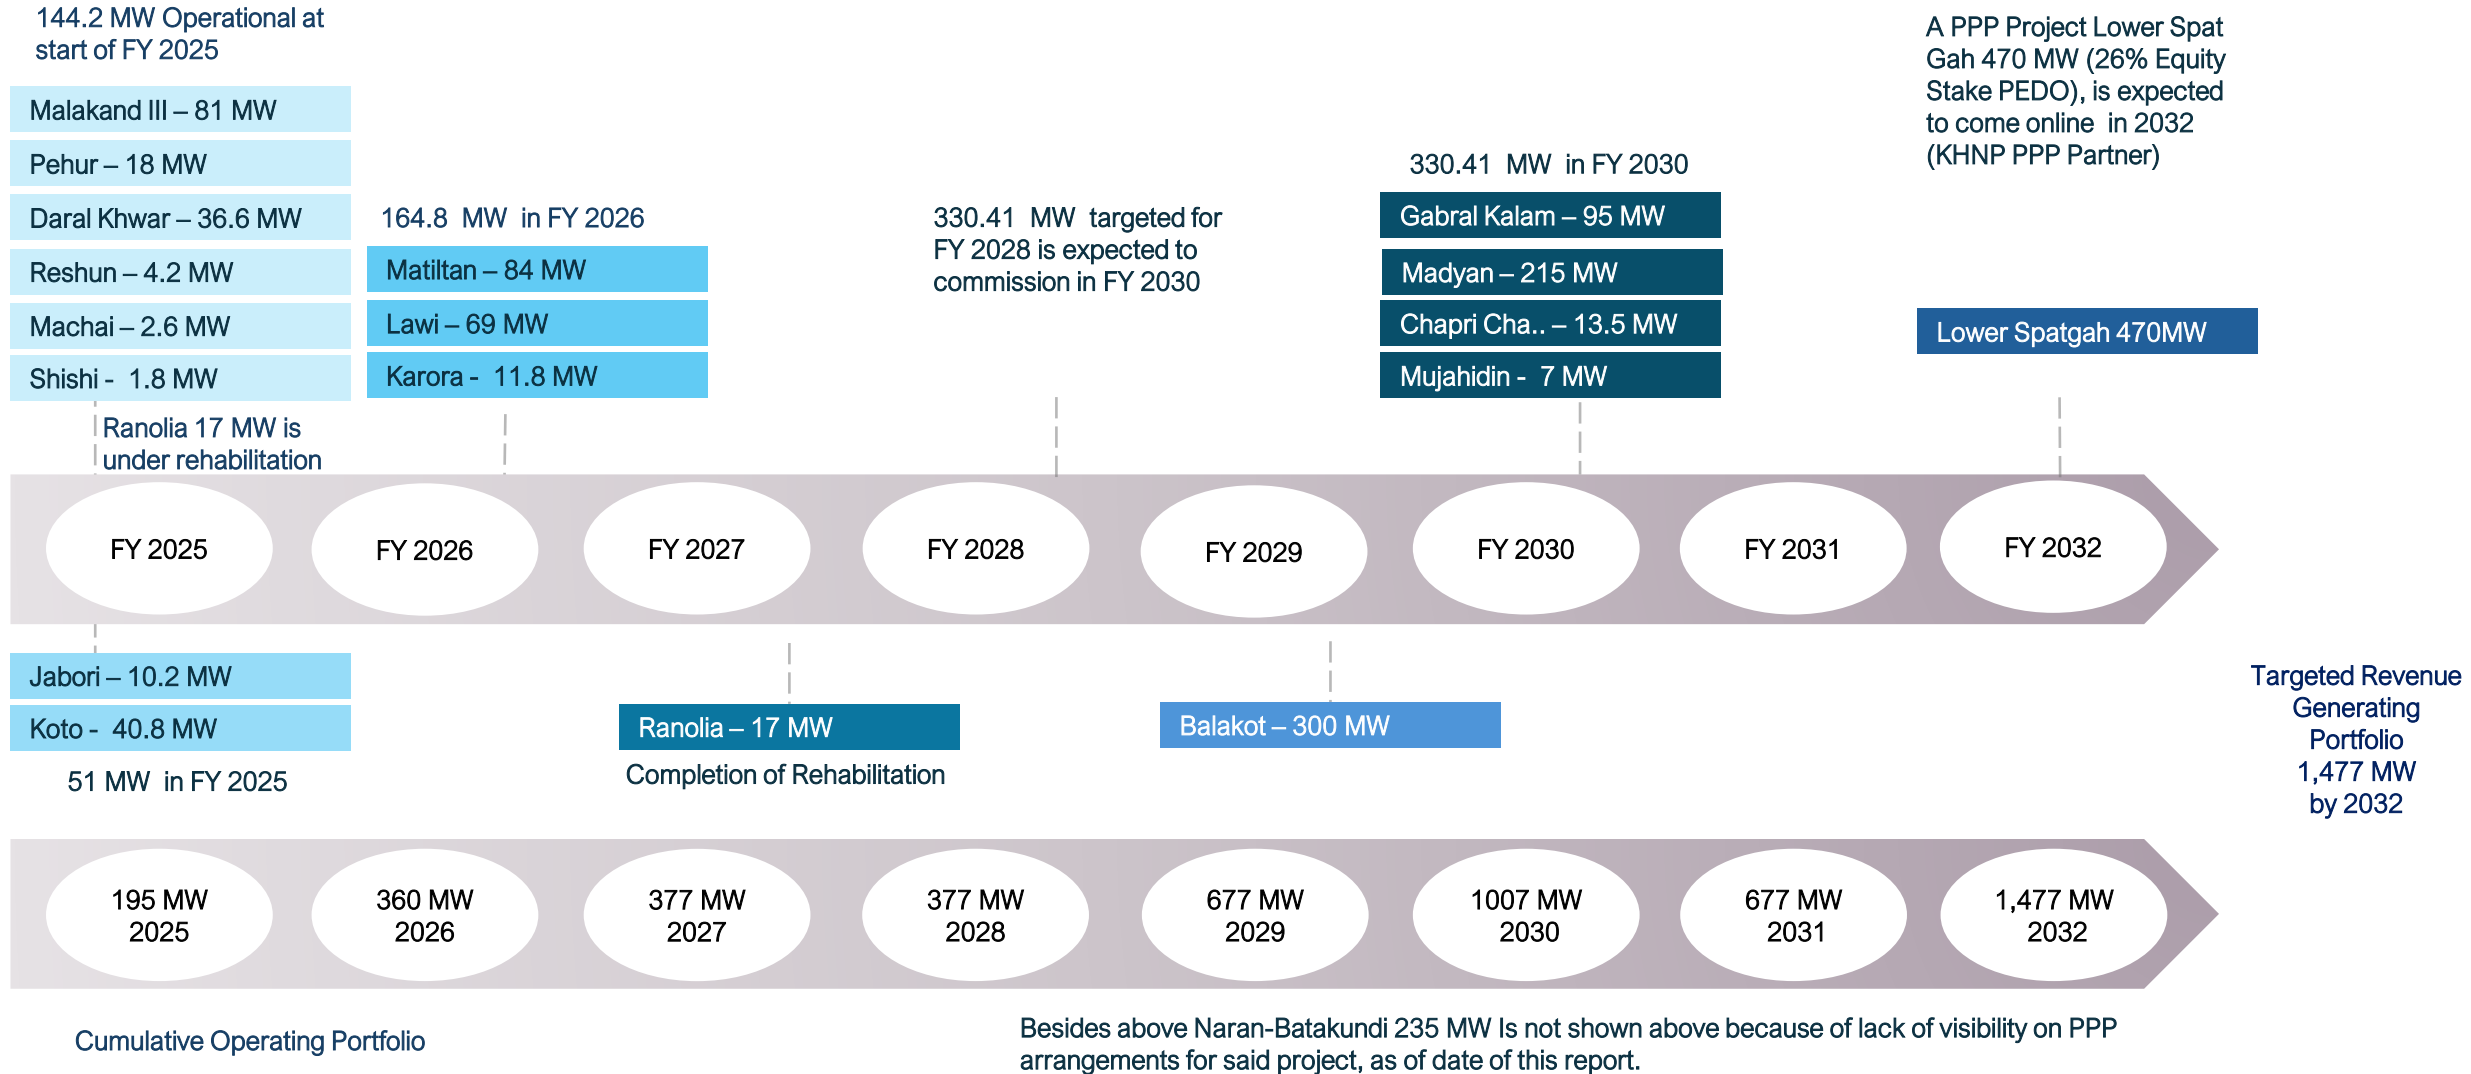 144.2 MW Operational at
start of FY 2025
Malakand III – 81 MW
Pehur – 18 MW
Daral Khwar – 36.6 MW
Reshun – 4.2 MW
Machai – 2.6 MW
Shishi - 1.8 MW
Ranolia 17 MW is
under rehabilitation
164.8 MW in FY 2026
Matiltan – 84 MW
Lawi – 69 MW
Karora - 11.8 MW
330.41 MW targeted for
FY 2028 is expected to
commission in FY 2030
330.41 MW in FY 2030
Gabral Kalam – 95 MW
Madyan – 215 MW
Chapri Cha.. – 13.5 MW
Mujahidin - 7 MW
A PPP Project Lower Spat
Gah 470 MW (26% Equity
Stake PEDO), is expected
to come online in 2032
(KHNP PPP Partner)
Lower Spatgah 470MW
FY 2025
FY 2026
FY 2027
FY 2028
FY 2029
FY 2030
FY 2031
FY 2032
Jabori – 10.2 MW
Koto - 40.8 MW
51 MW in FY 2025
Ranolia – 17 MW
Completion of Rehabilitation
Balakot – 300 MW
Targeted Revenue
Generating
Portfolio
1,477 MW
by 2032
195 MW
2025
360 MW
2026
377 MW
2027
377 MW
2028
677 MW
2029
1007 MW
2030
677 MW
2031
1,477 MW
2032
Cumulative Operating Portfolio
Besides above Naran-Batakundi 235 MW Is not shown above because of lack of visibility on PPP
arrangements for said project, as of date of this report.